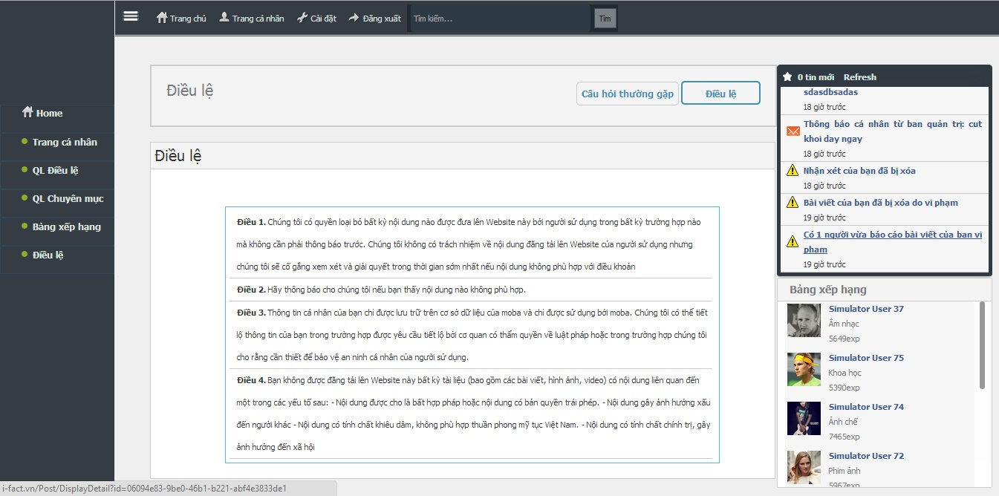 Trang chủ Trang cá nhân Cài đặt Đăng xuất Tìm kiếm... Tìm
Home
Trang cá nhân
QL Điều lệ
QL Chuyên mục
Bảng xếp hạng
Điều lệ
Điều lệ
Câu hỏi thường gặp Điều lệ
Điều lệ
Điều 1. Chúng tôi có quyền loại bỏ bất kỳ nội dung nào được đưa lên Website này bởi người sử dụng trong bất kỳ trường hợp nào
mà không cần phải thông báo trước. Chúng tôi không có trách nhiệm về nội dung đăng tải lên Website của người sử dụng nhưng
chúng tôi sẽ cố gắng xem xét và giải quyết trong thời gian sớm nhất nếu nội dung không phù hợp với điều khoản
Điều 2. Hãy thông báo cho chúng tôi nếu bạn thấy nội dung nào không phù hợp.
Điều 3. Thông tin cá nhân của bạn chỉ được lưu trữ trên cơ sở dữ liệu của moba và chỉ được sử dụng bởi moba. Chúng tôi có thể tiết
lộ thông tin của bạn trong trường hợp được yêu cầu tiết lộ bởi cơ quan có thẩm quyền về luật pháp hoặc trong trường hợp chúng tôi
cho rằng cần thiết để bảo vệ an ninh cá nhân của người sử dụng.
Điều 4. Bạn không được đăng tải lên Website này bất kỳ tài liệu (bao gồm các bài viết, hình ảnh, video) có nội dung liên quan đến
một trong các yếu tố sau: - Nội dung được cho là bất hợp pháp hoặc nội dung có bản quyền trái phép. - Nội dung gây ảnh hưởng xấu
đến người khác - Nội dung có tính chất khiêu dâm, không phù hợp thuần phong mỹ tục Việt Nam. - Nội dung có tính chất chính trị, gây
ảnh hưởng đến xã hội
0 tin mới Refresh
sdasdbsadas
18 giờ trước
Thông báo cá nhân từ ban quản trị: cut
khoi day ngay
18 giờ trước
Nhận xét của bạn đã bị xóa
18 giờ trước
Bài viết của bạn đã bị xóa do vi phạm
19 giờ trước
Có 1 người vừa báo cáo bài viết của bạn vi
phạm
19 giờ trước
Bảng xếp hạng
Simulator User 37
Âm nhạc
5649exp
Simulator User 75
Khoa học
5390exp
Simulator User 74
Ảnh chế
7465exp
Simulator User 72
Phim ảnh
5967exp
i-fact.vn/Post/DisplayDetail?id=06094e83-9be0-46b1-b221-abf4e3833de1